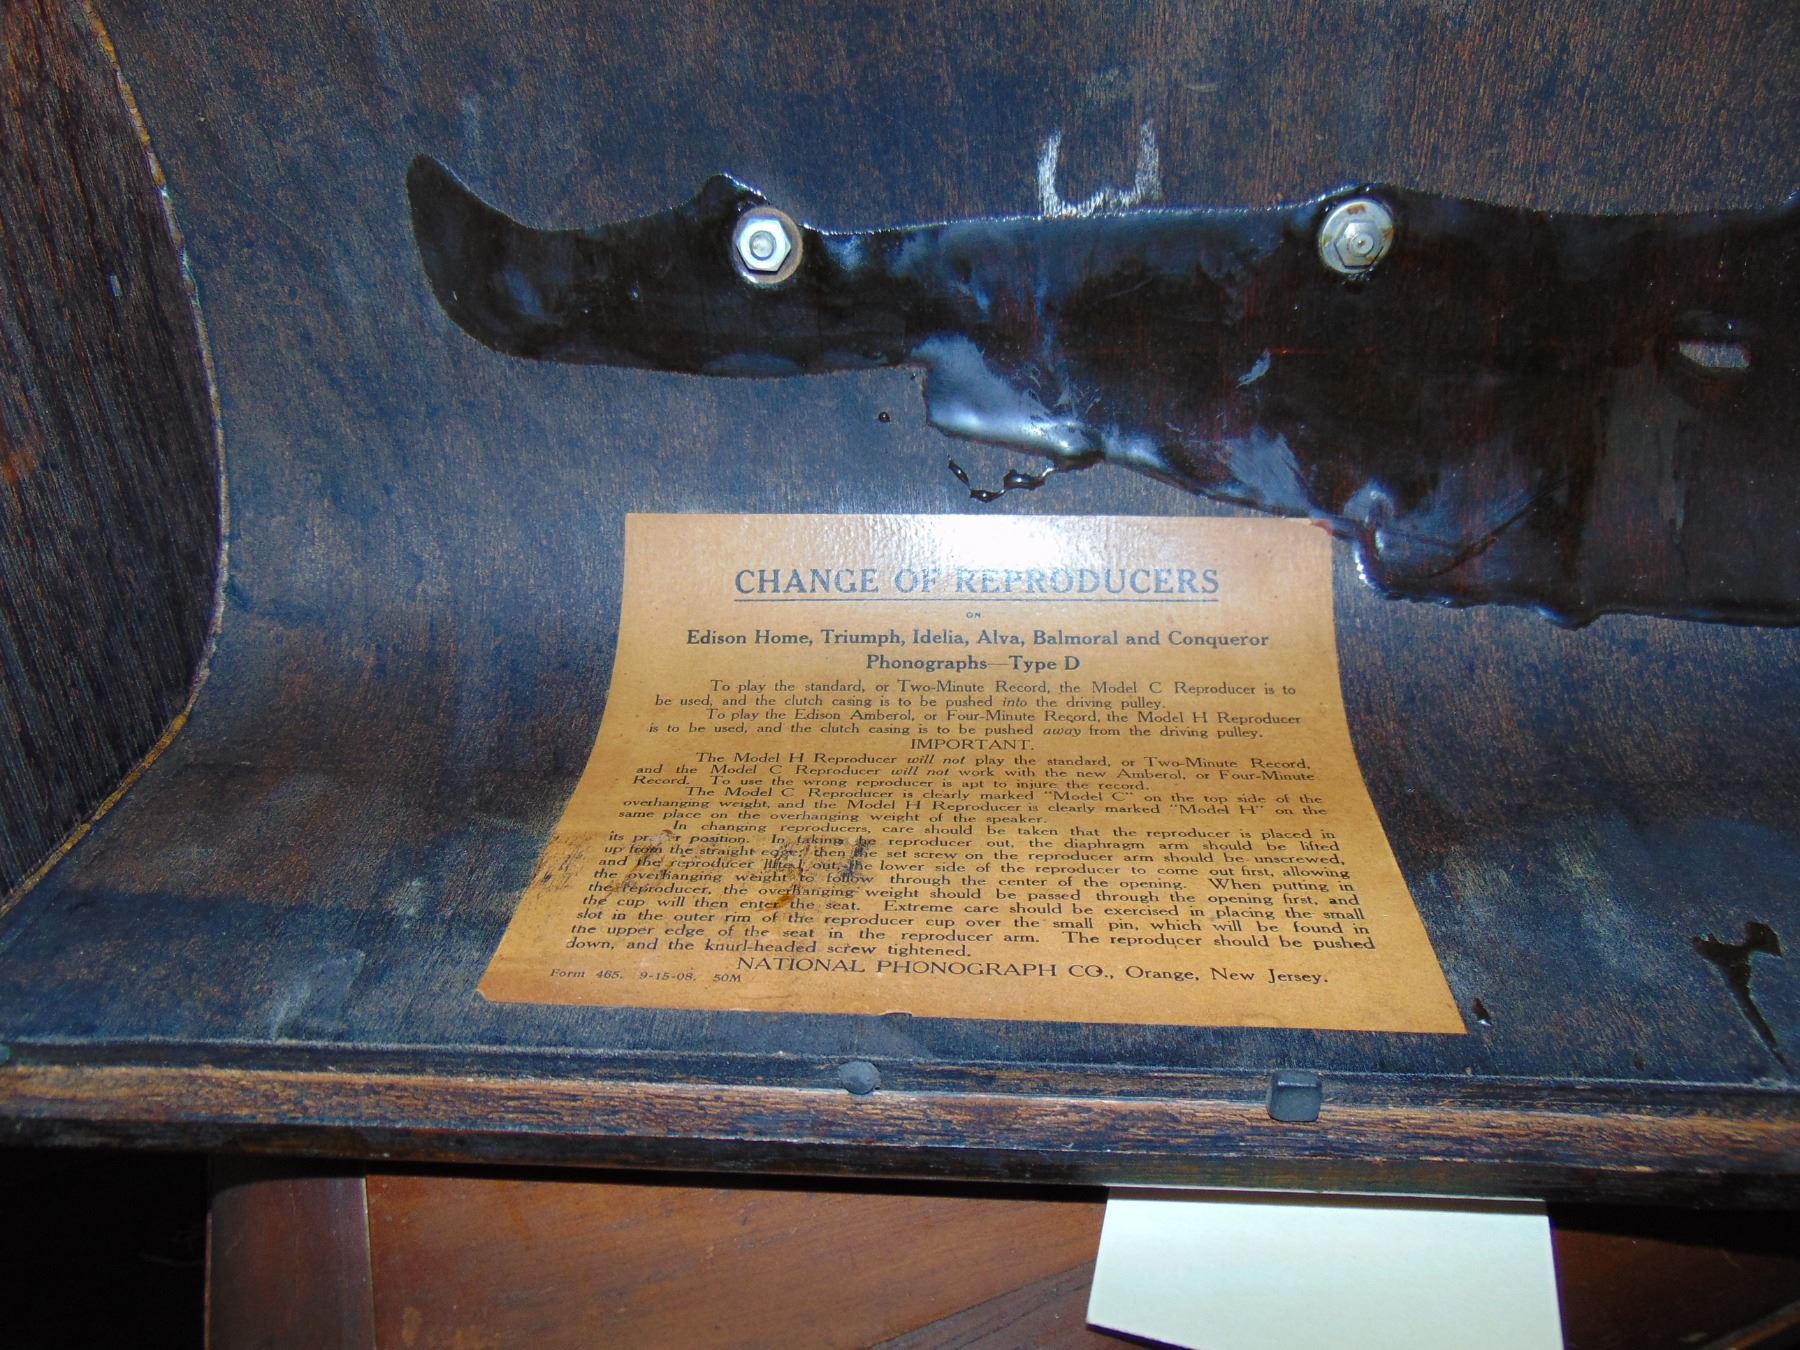 CHANGE OF REPRODUCERS
ON
Edison Home, Triumph, Idelia, Alva, Balmoral and Conqueror
Phonographs—Type D
To play the standard, or Two-Minute Record, the Model C Reproducer is to
be used, and the clutch casing is to be pushed into the driving pulley.
To play the Edison Amberol, or Four-Minute Record, the Model H Reproducer
is to be used, and the clutch casing is to be pushed away from the driving pulley.
IMPORTANT.
The Model H Reproducer will not play the standard, or Two-Minute Record,
and the Model C Reproducer will not work with the new Amberol, or Four-Minute
Record. To use the wrong reproducer is apt to injure the record.
The Model C Reproducer is clearly marked "Model C" on the top side of the
overhanging weight, and the Model H Reproducer is clearly marked "Model H" on the
same place on the overhanging weight of the speaker.
In changing reproducers, care should be taken that the reproducer is placed in
its position. In taking the reproducer out, the diaphragm arm should be lifted
up from the straight edge; then the set screw on the reproducer arm should be unscrewed,
and the reproducer lifted out, the lower side of the reproducer to come out first, allowing
the overhanging weight to follow through the center of the opening. When putting in
the reproducer, the overhanging weight should be passed through the opening first, and
the cup will then enter the seat. Extreme care should be exercised in placing the small
slot in the outer rim of the reproducer cup over the small pin, which will be found in
the upper edge of the seat in the reproducer arm. The reproducer should be pushed
down, and the knurl-headed screw tightened.
NATIONAL PHONOGRAPH CO., Orange, New Jersey.
Form 465. 9-15-08. 50M